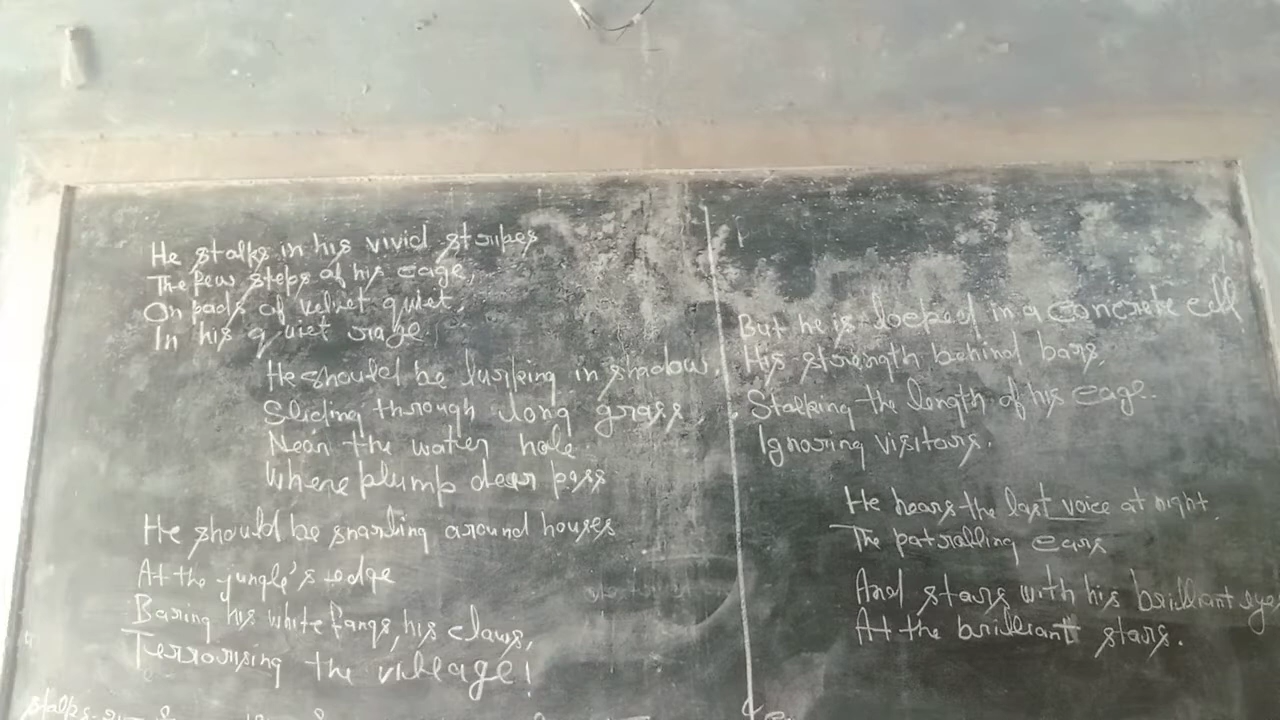 He stalks in his vivid stripes
The few steps of his cage,
On pads of velvet quiet,
In his quiet rage
He should be lurking in shadow,
Sliding through long grass
Near the water hole
Where plump deer pass
He should be snarling around houses
At the jungle's edge
Baring his white fangs, his claws,
Terrorising the village!
But he is locked in a concrete cell
His strength behind bars,
Stalking the length of his cage.
Ignoring visitors.
He hears the last voice at night,
The patrolling cars
And stars with his brilliant eyes
At the brilliant stars.
stalks-